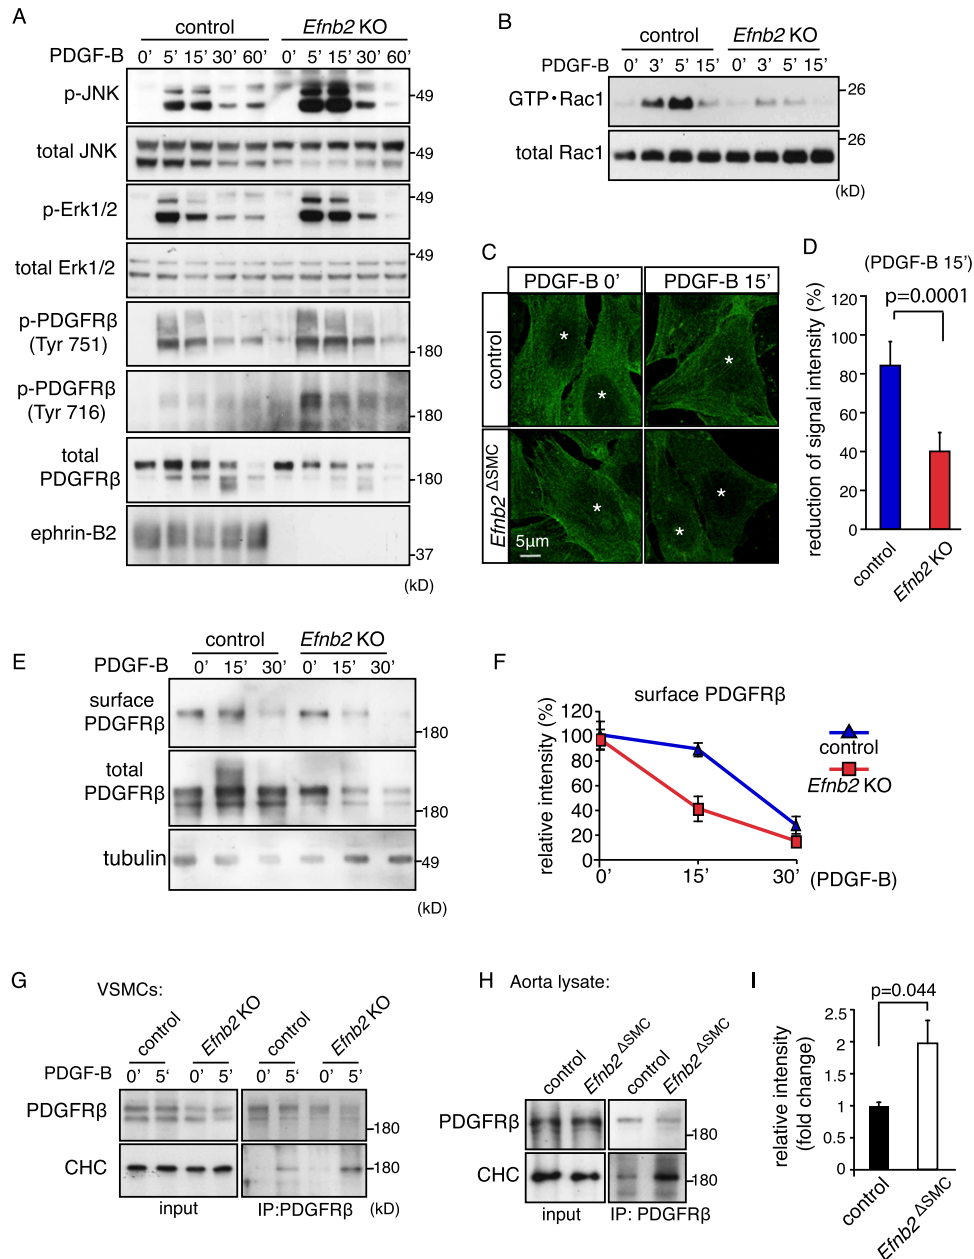 A
control
Efnb2 KO
PDGF-B 0’ 5’ 15’ 30’ 60’ 0’ 5’ 15’ 30’ 60’
p-JNK
-49
total JNK
-49
p-Erk1/2
-49
total Erk1/2
-49
p-PDGFRβ
(Tyr 751)
-180
p-PDGFRβ
(Tyr 716)
-180
total
PDGFRβ
-180
ephrin-B2
-37
(kD)
B
control
Efnb2 KO
PDGF-B 0’ 3’ 5’ 15’ 0’ 3’ 5’ 15’
GTP•Rac1
-26
total Rac1
-26
(kD)
C
PDGF-B 0’
PDGF-B 15’
control
*
*
*
Efnb2 ΔSMC
*
*
*
5μm
D
(PDGF-B 15’)
p=0.0001
reduction of signal intensity (%)
120
100
80
60
40
20
0
control
Efnb2 KO
E
control
Efnb2 KO
PDGF-B 0’ 15’ 30’ 0’ 15’ 30’
surface
PDGFRβ
-180
total
PDGFRβ
-180
tubulin
-49
(kD)
F
surface PDGFRβ
relative intensity (%)
120
100
80
60
40
20
0
0’ 15’ 30’ (PDGF-B)
control
Efnb2 KO
G
VSMCs:
control
Efnb2 KO
control
Efnb2 KO
PDGF-B 0’ 5‘ 0’ 5’ 0’ 5‘ 0’ 5’
PDGFRβ
-180
CHC
-180
input
IP:PDGFRβ
(kD)
H
Aorta lysate:
control
Efnb2 ΔSMC
control
Efnb2 ΔSMC
PDGFRβ
-180
CHC
-180
input
IP: PDGFRβ
I
p=0.044
relative intensity
(fold change)
2.5
2
1.5
1
0.5
0
control
Efnb2 ΔSMC